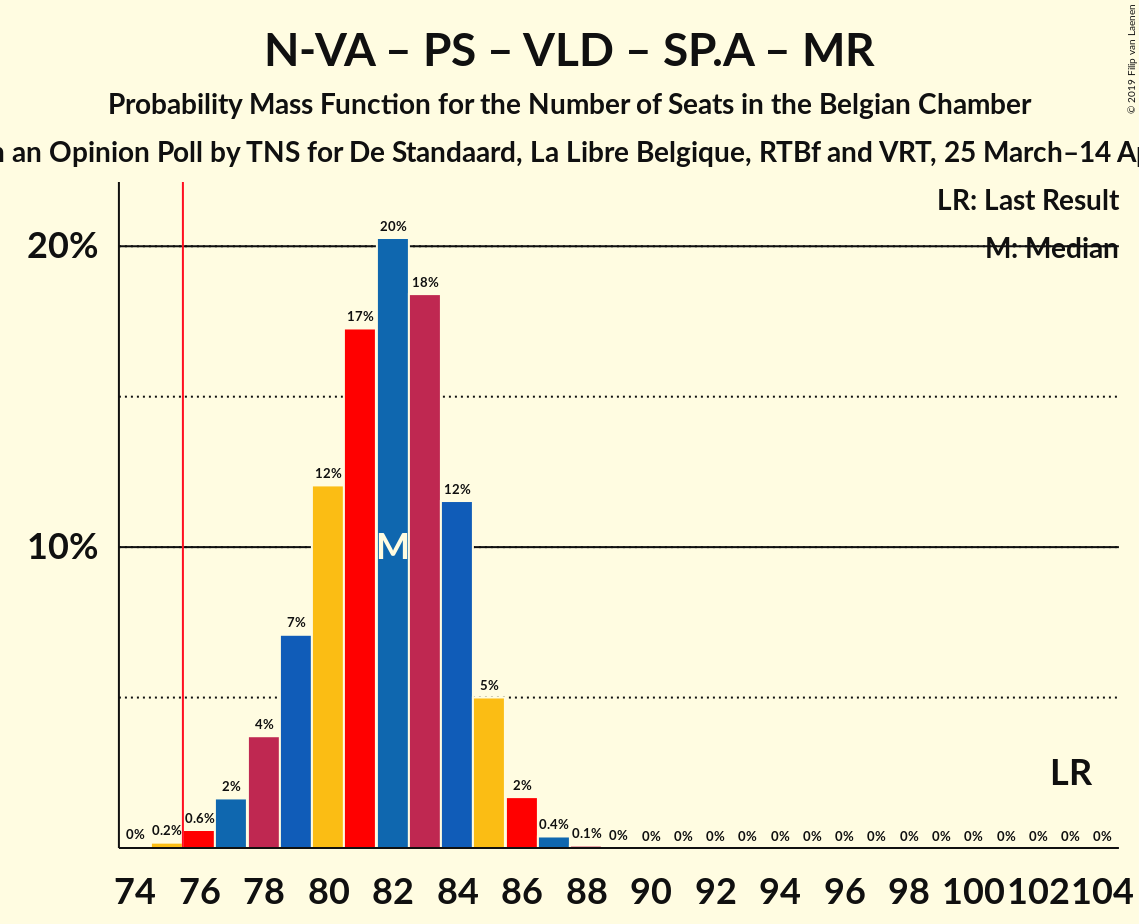 N-VA – PS – VLD – SP.A – MR
Probability Mass Function for the Number of Seats in the Belgian Chamber
an Opinion Poll by TNS for De Standaard, La Libre Belgique, RTBf and VRT, 25 March–14
© 2019 Filip van Laenen
LR: Last Result
M: Median
20%
10%
0% 0.2% 0.6% 2% 4% 7% 12% 17% 20% 18% 12% 5% 2% 0.4% 0.1% 0% 0% 0% 0% 0% 0% 0% 0% 0% 0% 0% 0% 0% 0% 0% 0%
M
LR
74 76 78 80 82 84 86 88 90 92 94 96 98 100 102 104